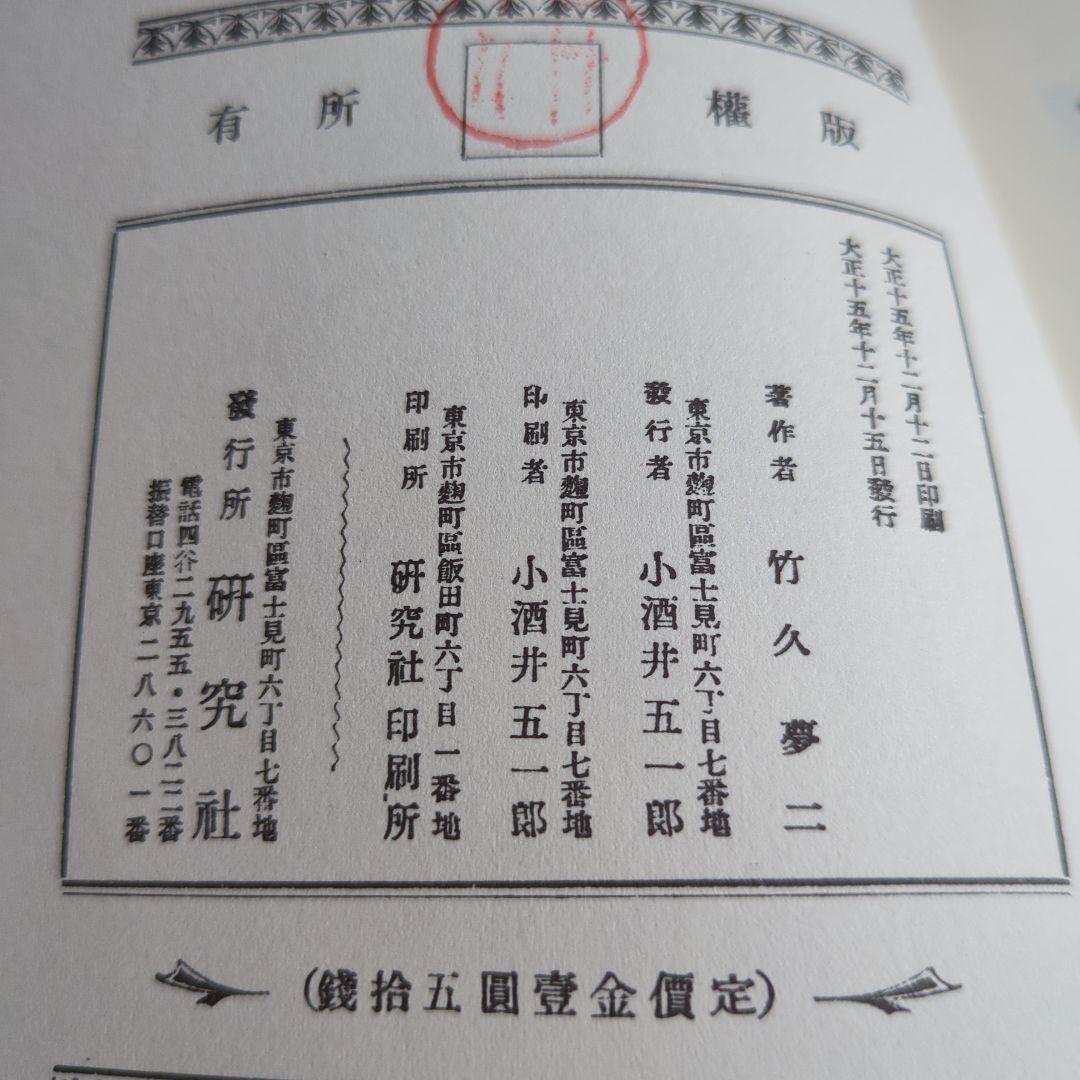 版權所有
大正十五年十二月十二日印刷
大正十五年十二月十五日發行
著作者 竹久夢二
東京市麴町區富士見町六丁目七番地
發行者 小酒井五一郎
東京市麴町區富士見町六丁目七番地
印刷者 小酒井五一郎
東京市麴町區飯田町六丁目一番地
印刷所 硏究社印刷所
東京市麴町區富士見町六丁目七番地
發行所 硏究社
電話四谷二九五五・三八二二番
振替口座東京二八六〇一番
(定價金壹圓五拾錢)